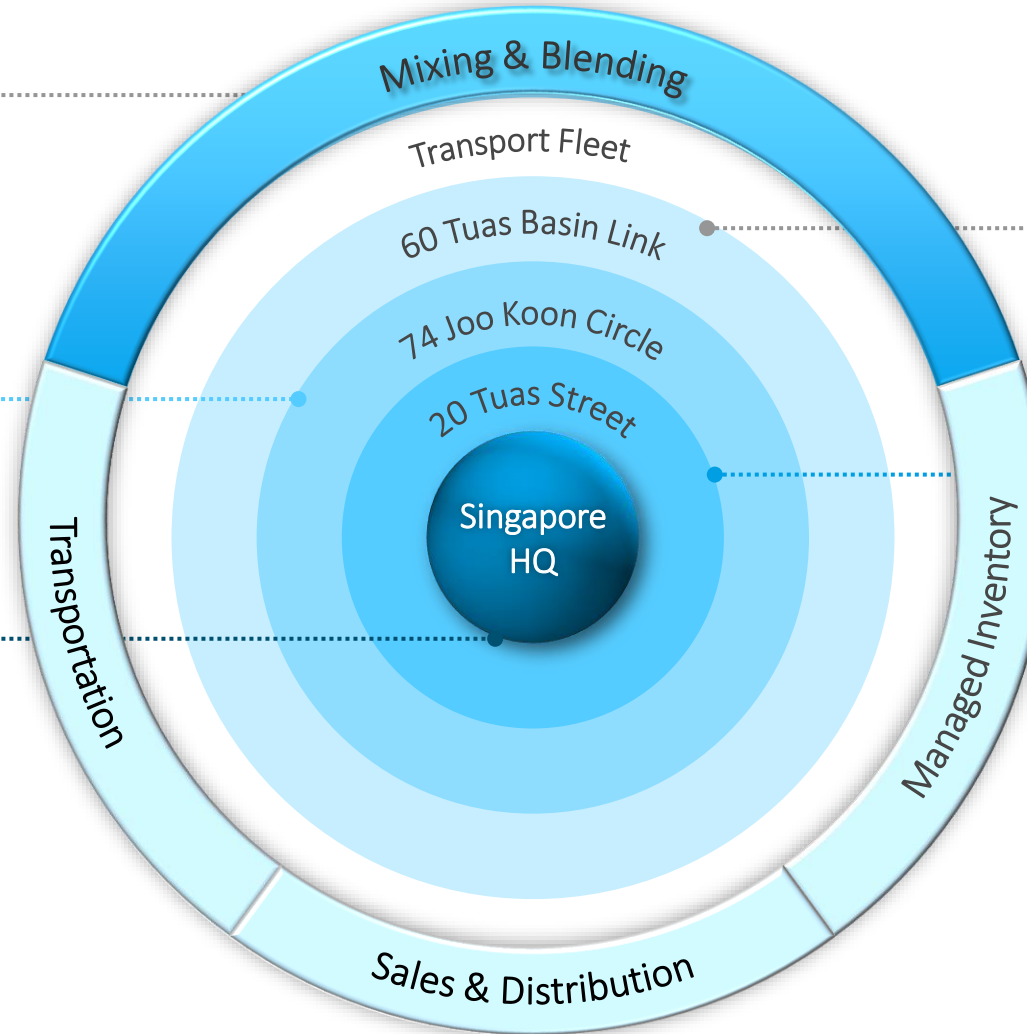 Mixing & Blending
Transport Fleet
60 Tuas Basin Link
74 Joo Koon Circle
20 Tuas Street
Singapore
HQ
Transportation
Managed Inventory
Sales & Distribution